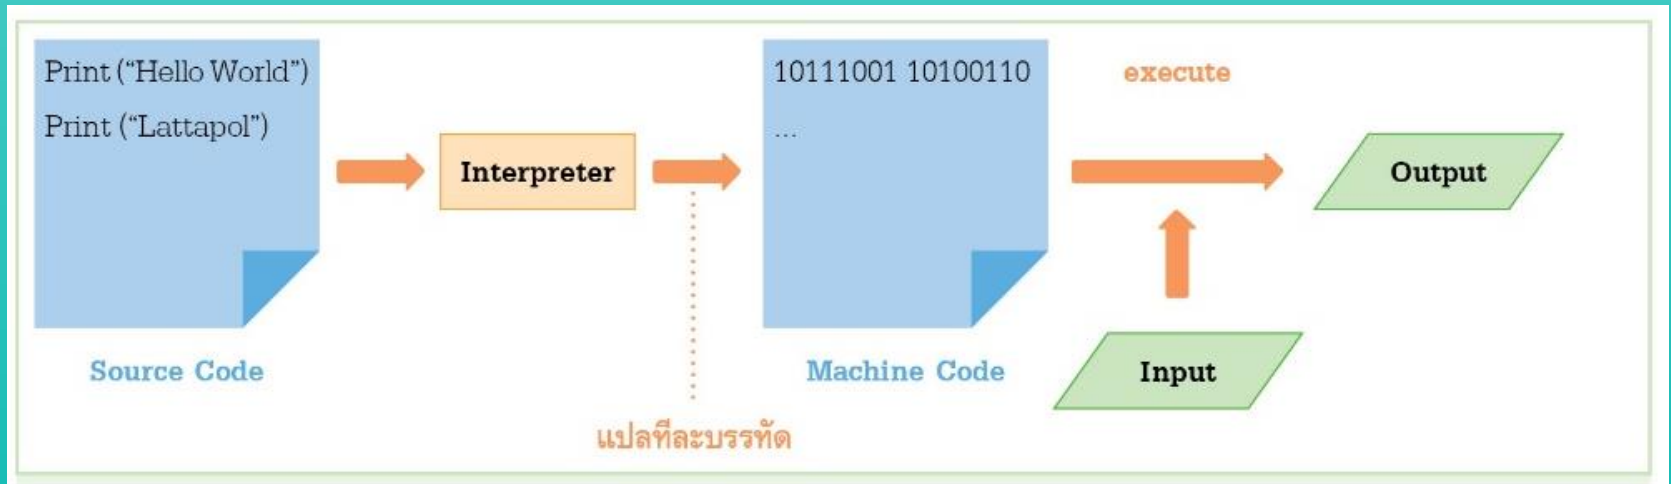 Print (“Hello World”)
Print (“Lattapol”)
Source Code
Interpreter
แปลทีละบรรทัด
10111001 10100110
...
Machine Code
execute
Input
Output